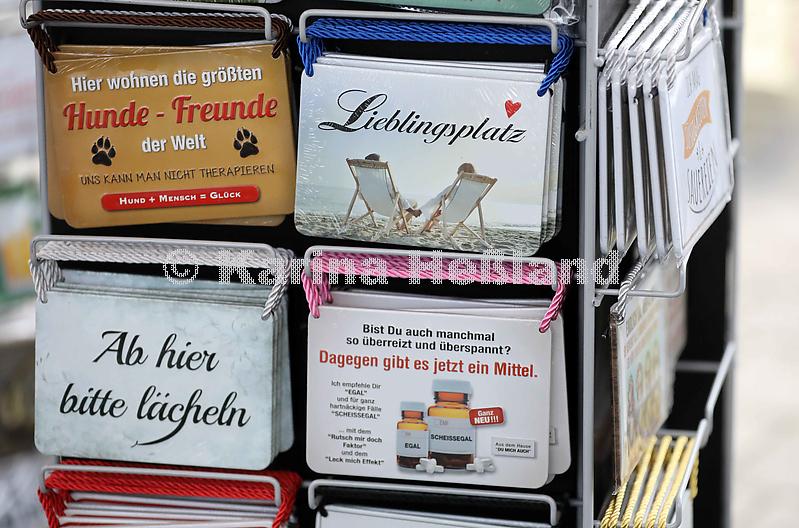 Hier wohnen die größten
Hunde - Freunde
der Welt
UNS KANN MAN NICHT THERAPIEREN
HUND + MENSCH = GLÜCK
Lieblingsplatz
© Karina Heßland
Ab hier
bitte lächeln
Bist Du auch manchmal
so überreizt und überspannt?
Dagegen gibt es jetzt ein Mittel.
Ich empfehle Dir
"EGAL"
und für ganz
hartnäckige Fälle
"SCHEISSEGAL"
... mit dem
"Rutsch mir doch
Faktor"
und dem
"Leck mich Effekt"
EGAL
SCHEISSEGAL
Ganz
NEU!!!
Aus dem Hause
"DU MICH AUCH"